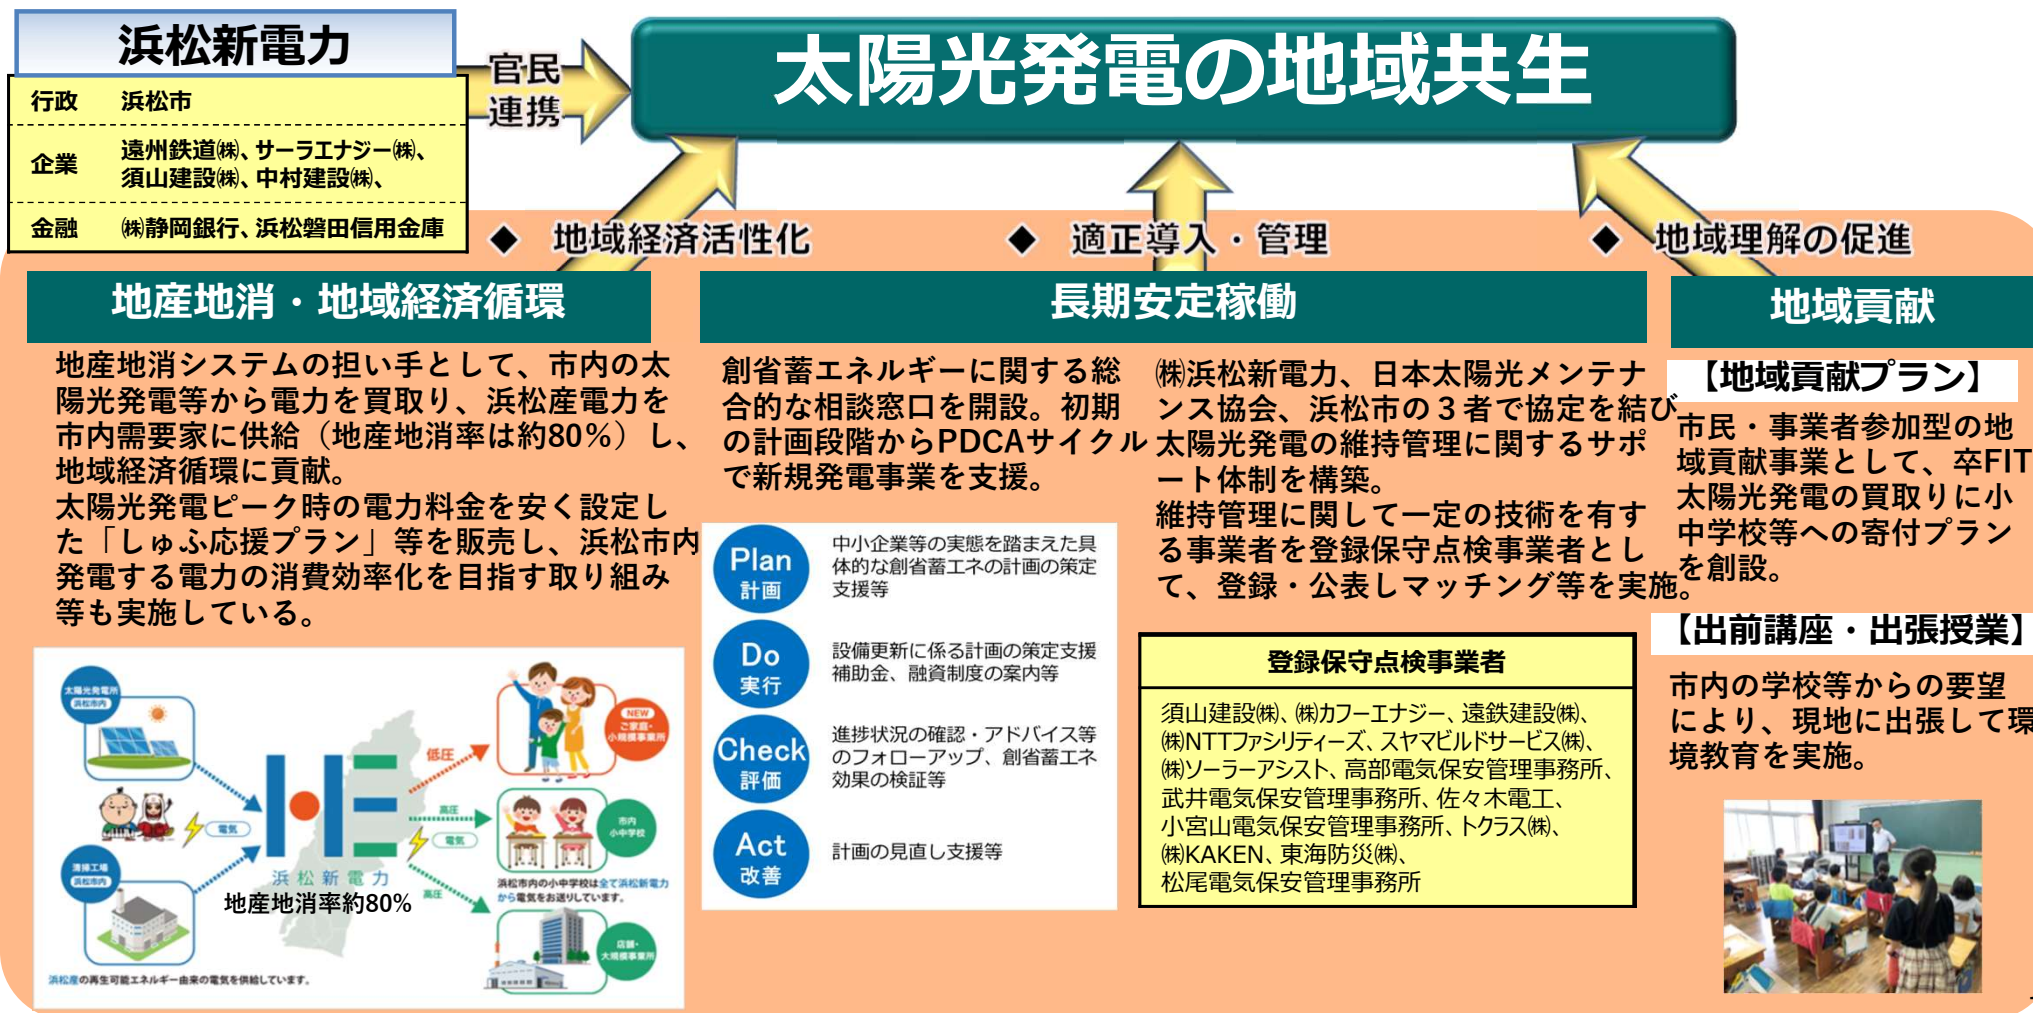 浜松新電力
行政 浜松市
企業 遠州鉄道㈱、サーラエナジー㈱、
須山建設㈱、中村建設㈱、
金融 ㈱静岡銀行、浜松磐田信用金庫
官民
連携
太陽光発電の地域共生
◆ 地域経済活性化
◆ 適正導入・管理
◆ 地域理解の促進
地産地消・地域経済循環
地産地消システムの担い手として、市内の太
陽光発電等から電力を買取り、浜松産電力を
市内需要家に供給（地産地消率は約80％）し、
地域経済循環に貢献。
太陽光発電ピーク時の電力料金を安く設定し
た「しゅふ応援プラン」等を販売し、浜松市内
発電する電力の消費効率化を目指す取り組み
等も実施している。
太陽光発電所
浜松市内
電気
清掃工場
浜松市内
浜松新電力
地産地消率約80%
低圧
高圧
電気
高圧
NEW
ご家庭・
小規模事業所
市内
小中学校
浜松市内の小中学校は全て浜松新電力
から電気をお送りしています。
店舗・
大規模事業所
浜松産の再生可能エネルギー由来の電気を供給しています。
長期安定稼働
創省蓄エネルギーに関する総
合的な相談窓口を開設。初期
の計画段階からPDCAサイクル
で新規発電事業を支援。
Plan
計画
中小企業等の実態を踏まえた具
体的な創省蓄エネの計画の策定
支援等
Do
実行
設備更新に係る計画の策定支援
補助金、融資制度の案内等
Check
評価
進捗状況の確認・アドバイス等
のフォローアップ、創省蓄エネ
効果の検証等
Act
改善
計画の見直し支援等
㈱浜松新電力、日本太陽光メンテナ
ンス協会、浜松市の３者で協定を結び
太陽光発電の維持管理に関するサポ
ート体制を構築。
維持管理に関して一定の技術を有す
る事業者を登録保守点検事業者とし
て、登録・公表しマッチング等を実施。
登録保守点検事業者
須山建設㈱、㈱カフーエナジー、遠鉄建設㈱、
㈱NTTファシリティーズ、スヤマビルドサービス㈱、
㈱ソーラーアシスト、高部電気保安管理事務所、
武井電気保安管理事務所、佐々木電工、
小宮山電気保安管理事務所、トクラス㈱、
㈱KAKEN、東海防災㈱、
松尾電気保安管理事務所
地域貢献
【地域貢献プラン】
市民・事業者参加型の地
域貢献事業として、卒FIT
太陽光発電の買取りに小
中学校等への寄付プラン
を創設。
【出前講座・出張授業】
市内の学校等からの要望
により、現地に出張して環
境教育を実施。